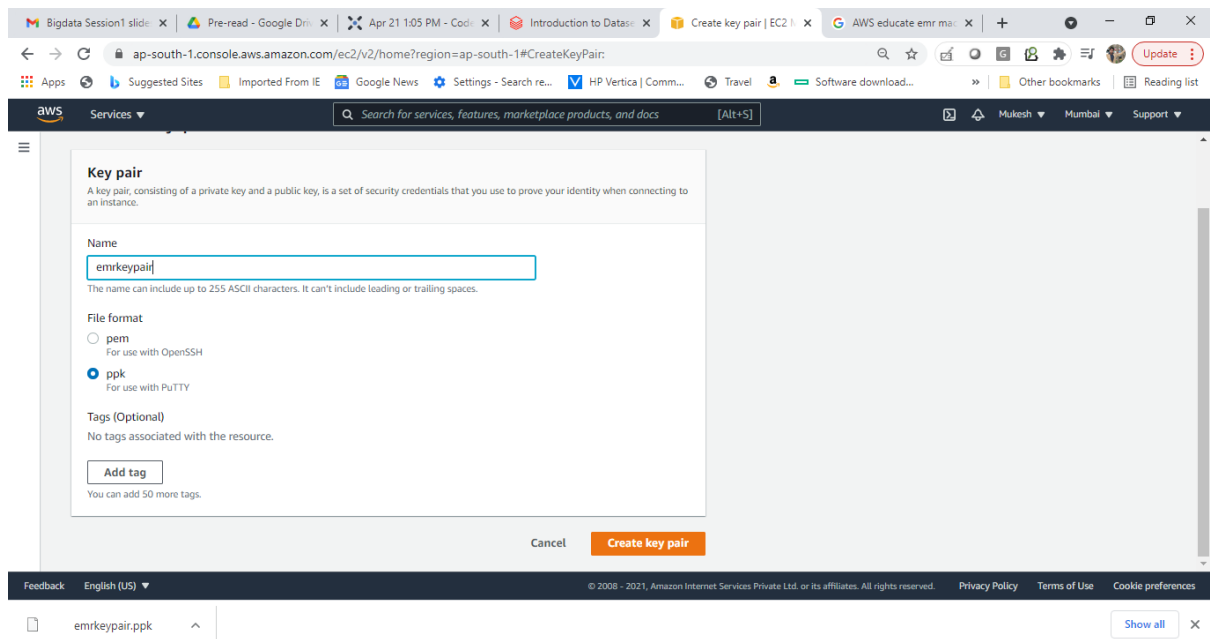 Bigdata Session1 slide
Pre-read - Google Driv
Apr 21 1:05 PM - Code
Introduction to Datase
Create key pair | EC2 M
AWS educate emr mac
ap-south-1.console.aws.amazon.com/ec2/v2/home?region=ap-south-1#CreateKeyPair:
Update
Apps
Suggested Sites
Imported From IE
Google News
Settings - Search re...
HP Vertica | Comm...
Travel
Software download...
»
Other bookmarks
Reading list
aws
Services ▼
Search for services, features, marketplace products, and docs
[Alt+S]
Mukesh ▼
Mumbai ▼
Support ▼
Key pair
A key pair, consisting of a private key and a public key, is a set of security credentials that you use to prove your identity when connecting to
an instance.
Name
emrkeypair
The name can include up to 255 ASCII characters. It can't include leading or trailing spaces.
File format
pem
For use with OpenSSH
ppk
For use with PuTTY
Tags (Optional)
No tags associated with the resource.
Add tag
You can add 50 more tags.
Cancel
Create key pair
Feedback
English (US) ▼
© 2008 - 2021, Amazon Internet Services Private Ltd. or its affiliates. All rights reserved.
Privacy Policy
Terms of Use
Cookie preferences
emrkeypair.ppk
Show all